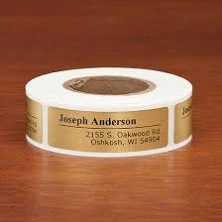 Joseph Anderson
2155 S. Oakwood Rd
Oshkosh, WI 54904